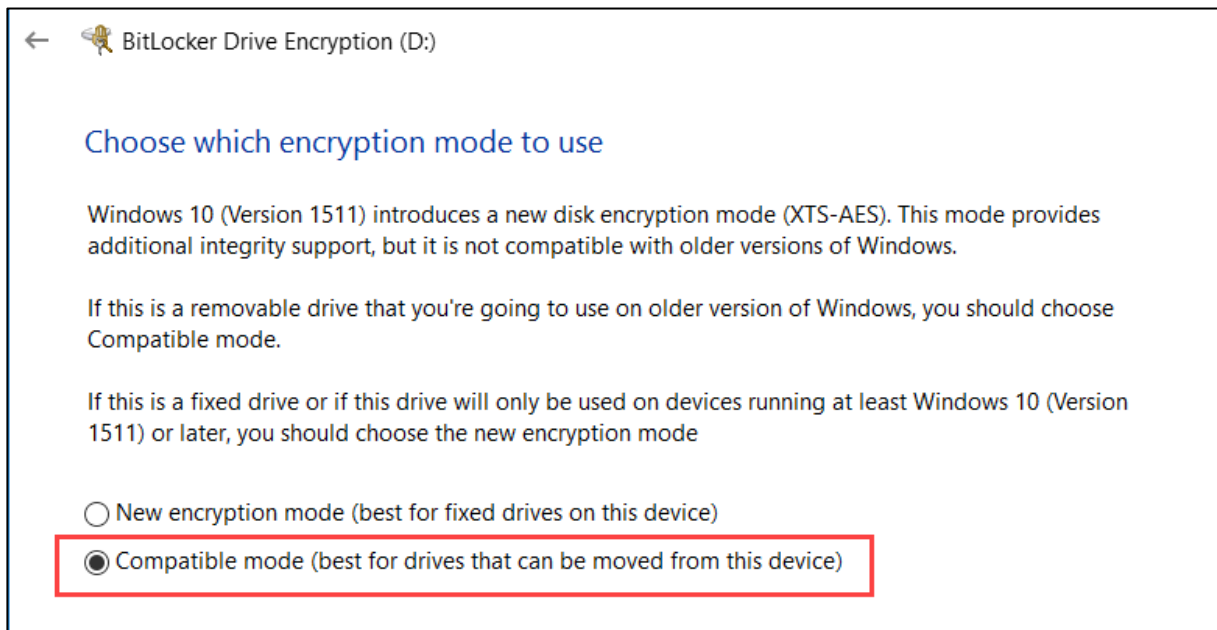 BitLocker Drive Encryption (D:)
Choose which encryption mode to use
Windows 10 (Version 1511) introduces a new disk encryption mode (XTS-AES). This mode provides
additional integrity support, but it is not compatible with older versions of Windows.
If this is a removable drive that you're going to use on older version of Windows, you should choose
Compatible mode.
If this is a fixed drive or if this drive will only be used on devices running at least Windows 10 (Version
1511) or later, you should choose the new encryption mode
New encryption mode (best for fixed drives on this device)
Compatible mode (best for drives that can be moved from this device)